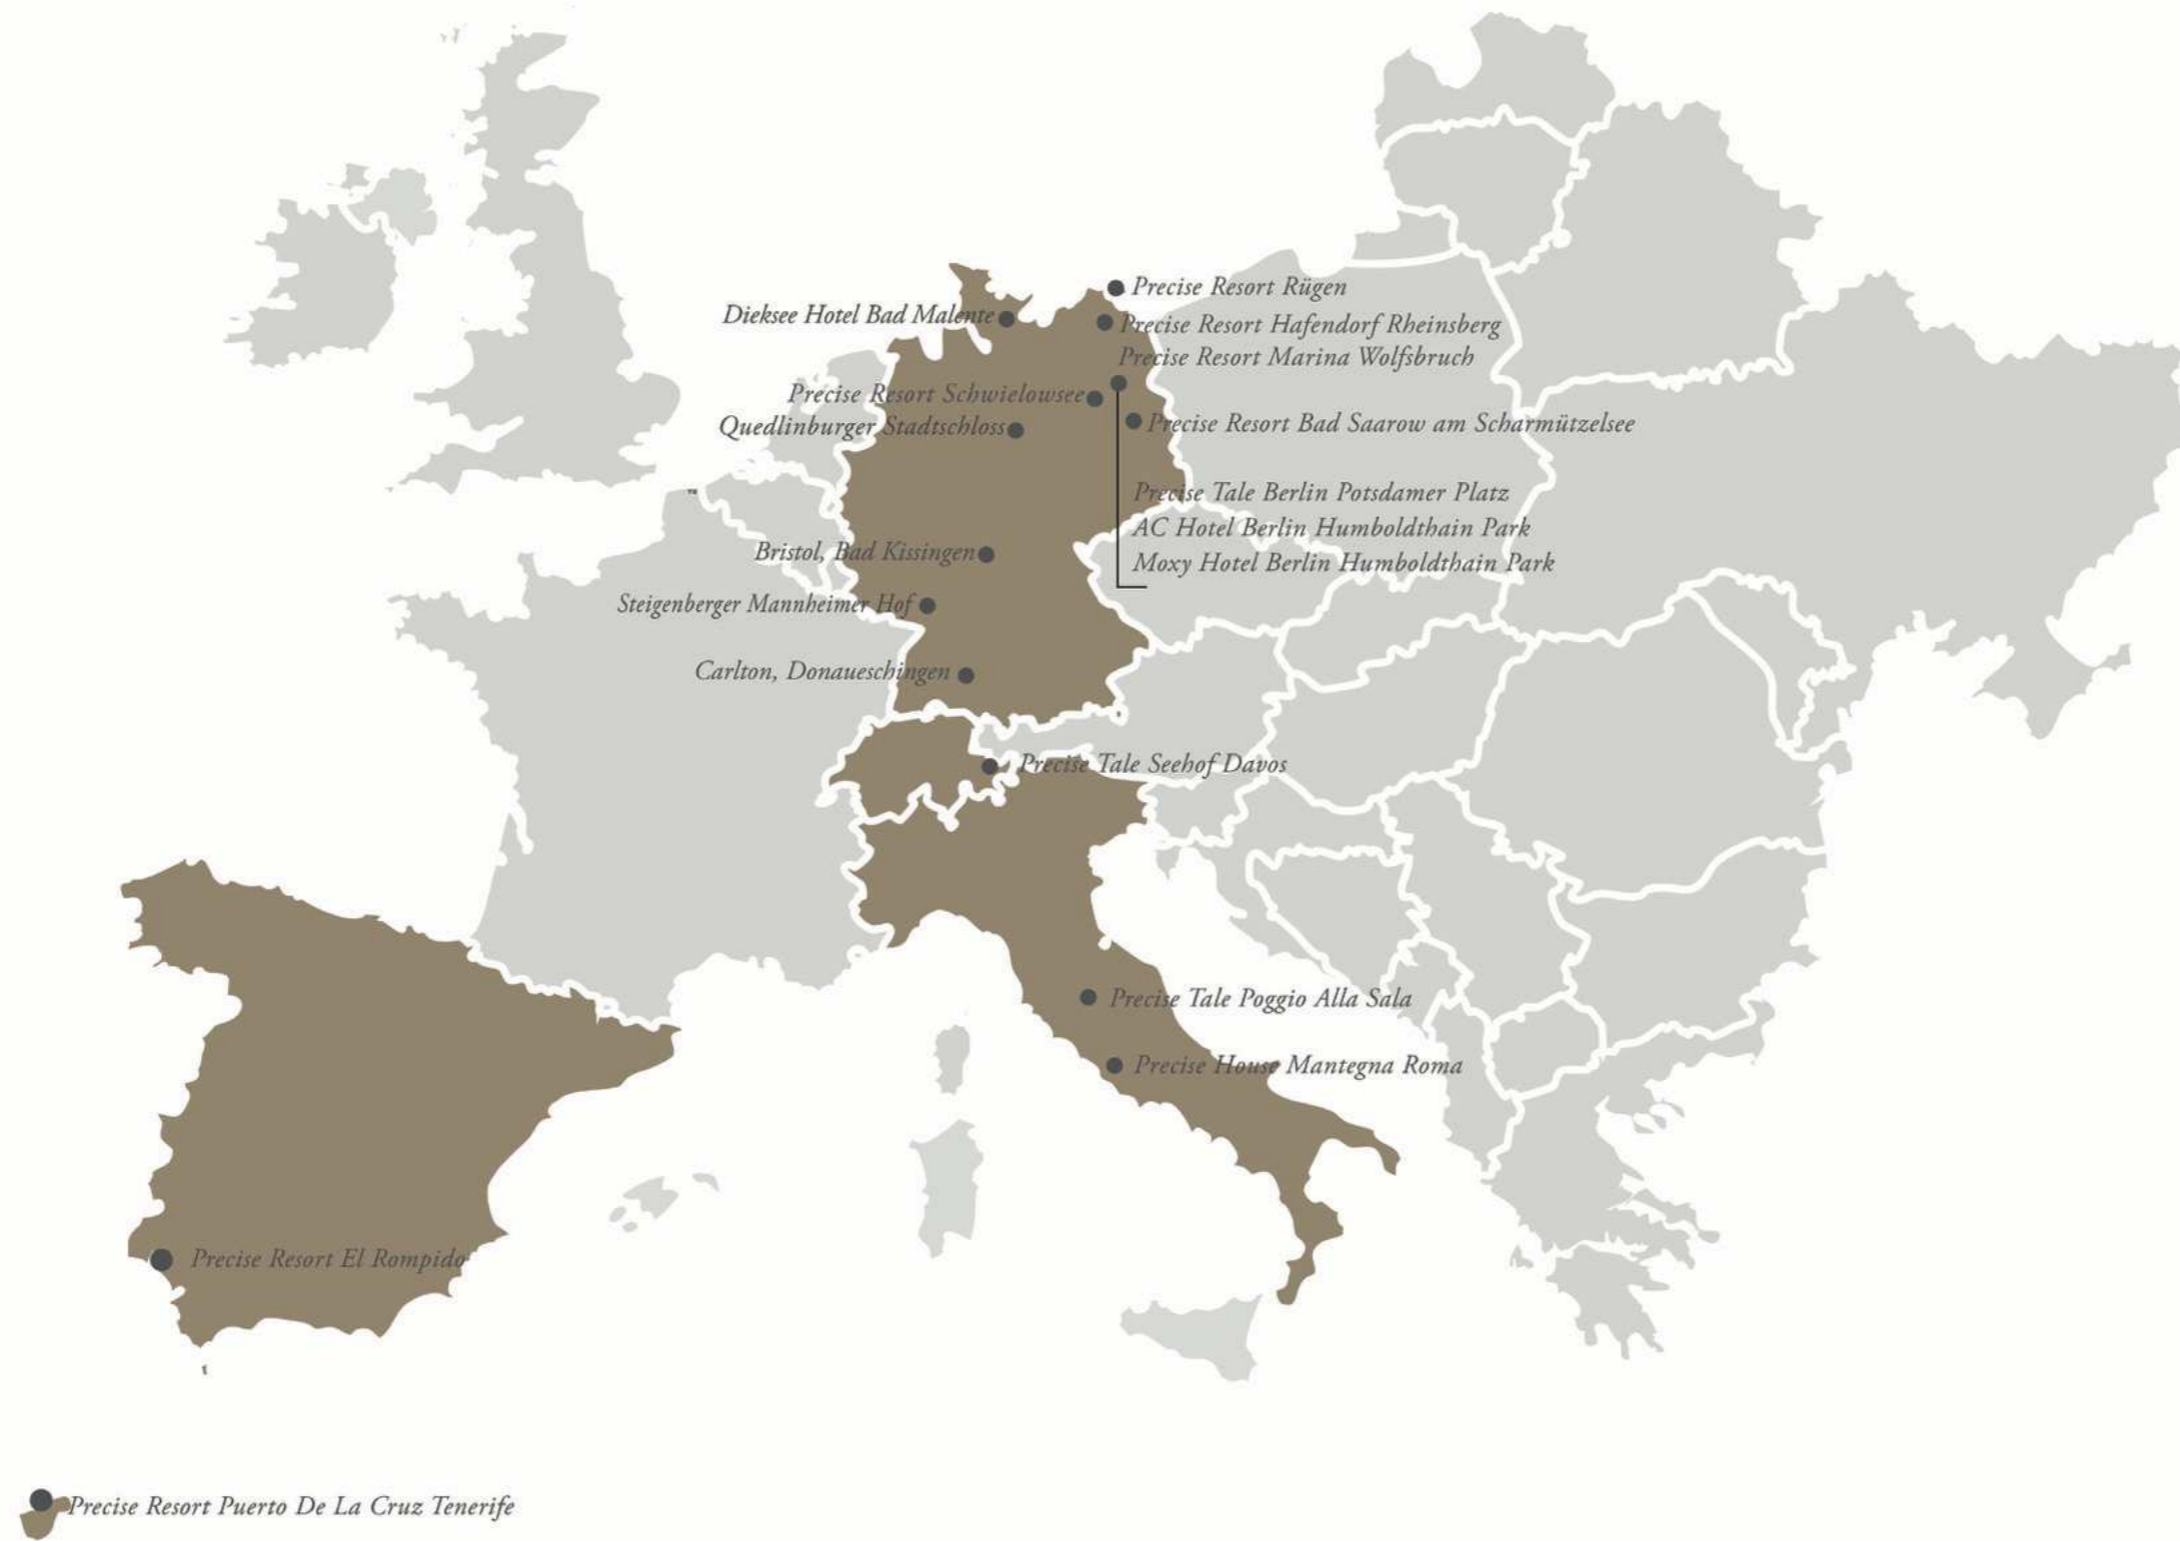 Precise Resort Rügen
Dieksee Hotel Bad Malente
Precise Resort Hafendorf Rheinsberg
Precise Resort Marina Wolfsbruch
Precise Resort Schwielowsee
Quedlinburger Stadtschloss
Precise Resort Bad Saarow am Scharmützelsee
Precise Tale Berlin Potsdamer Platz
AC Hotel Berlin Humboldthain Park
Moxy Hotel Berlin Humboldthain Park
Bristol, Bad Kissingen
Steigenberger Mannheimer Hof
Carlton, Donaueschingen
Precise Tale Seehof Davos
Precise Tale Poggio Alla Sala
Precise House Mantegna Roma
Precise Resort El Rompido
Precise Resort Puerto De La Cruz Tenerife